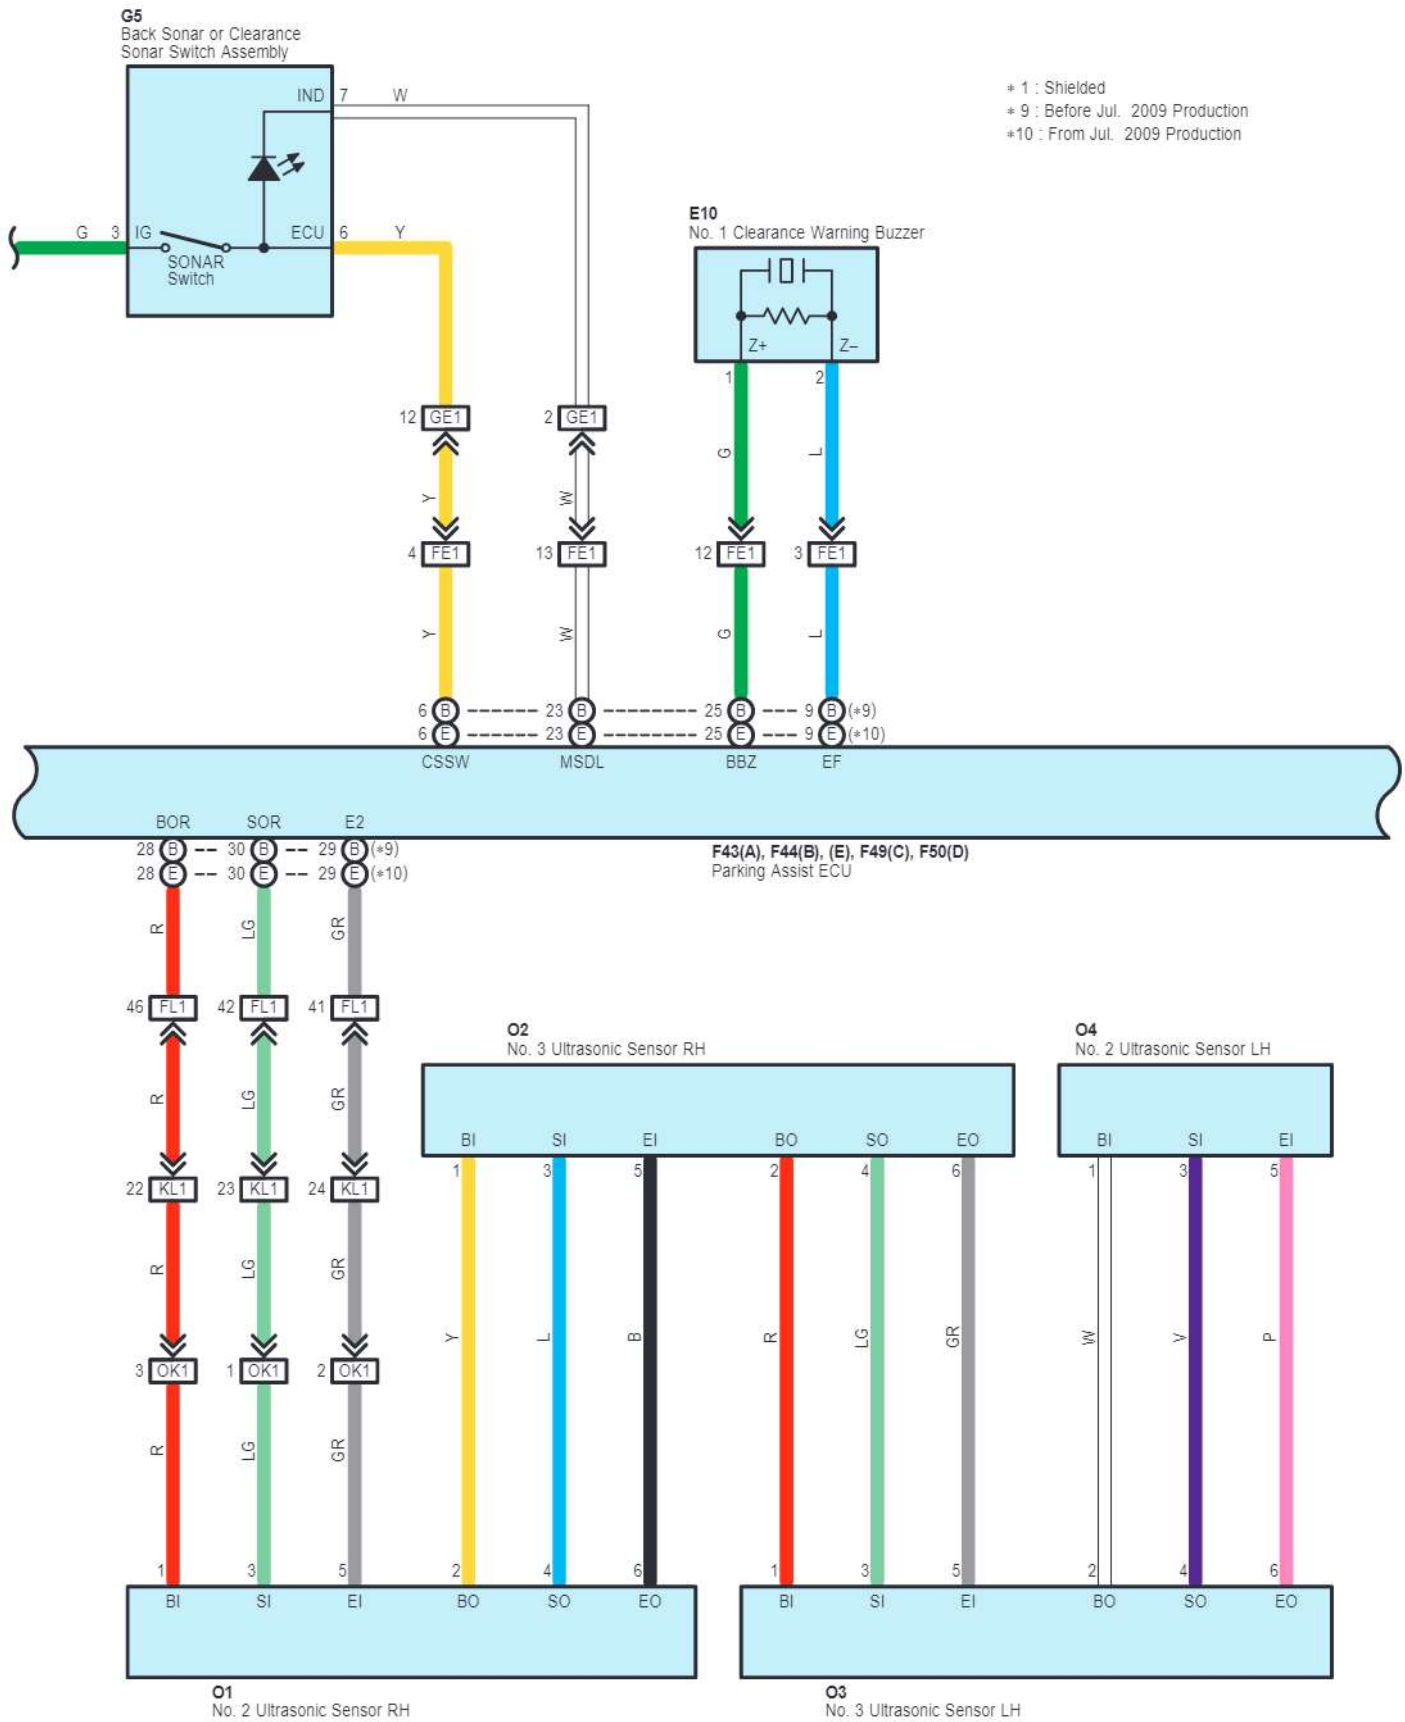 G5
Back Sonar or Clearance
Sonar Switch Assembly
IND 7 W
∗ 1 : Shielded
∗ 9 : Before Jul. 2009 Production
∗10 : From Jul. 2009 Production
G 3 IG
SONAR
Switch
ECU 6 Y
E10
No. 1 Clearance Warning Buzzer
Z+ Z–
1 2
12 GE1 2 GE1
Y W G L
4 FE1 13 FE1 12 FE1 3 FE1
Y W G L
6 B 23 B 25 B 9 B (∗9)
6 E 23 E 25 E 9 E (∗10)
CSSW MSDL BBZ EF
BOR SOR E2
28 B 30 B 29 B (∗9)
28 E 30 E 29 E (∗10)
F43(A), F44(B), (E), F49(C), F50(D)
Parking Assist ECU
R LG GR
46 FL1 42 FL1 41 FL1
R LG GR
22 KL1 23 KL1 24 KL1
R LG GR
3 OK1 1 OK1 2 OK1
R LG GR
O2
No. 3 Ultrasonic Sensor RH
O4
No. 2 Ultrasonic Sensor LH
BI SI EI BO SO EO BI SI EI
1 3 5 2 4 6 1 3 5
Y L B R LG GR W V P
1 3 5 2 4 6 1 3 5 2 4 6
BI SI EI BO SO EO BI SI EI BO SO EO
O1
No. 2 Ultrasonic Sensor RH
O3
No. 3 Ultrasonic Sensor LH